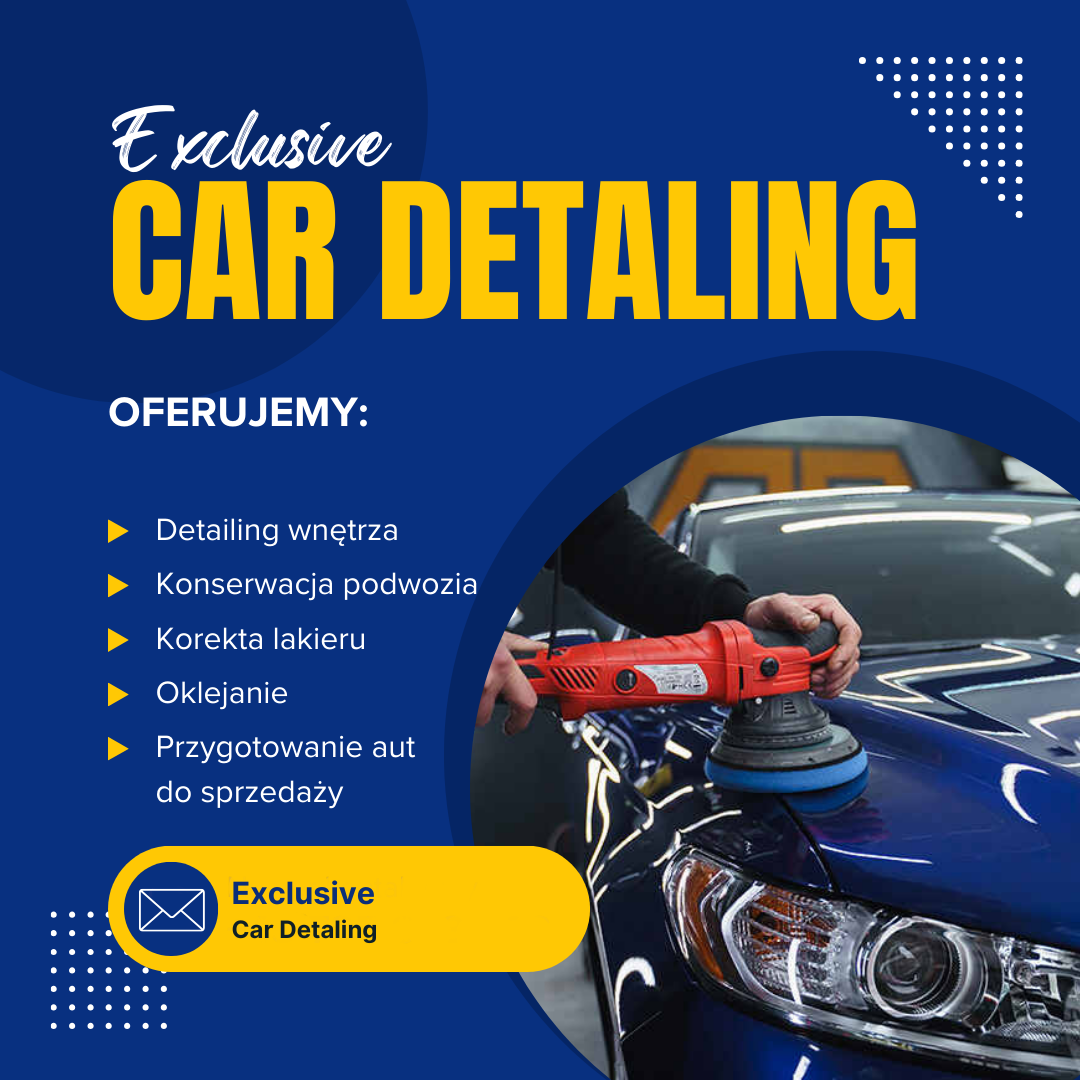 Exclusive
CAR DETALING
OFERUJEMY:
Detailing wnętrza
Konserwacja podwozia
Korekta lakieru
Oklejanie
Przygotowanie aut
do sprzedaży
Exclusive
Car Detaling